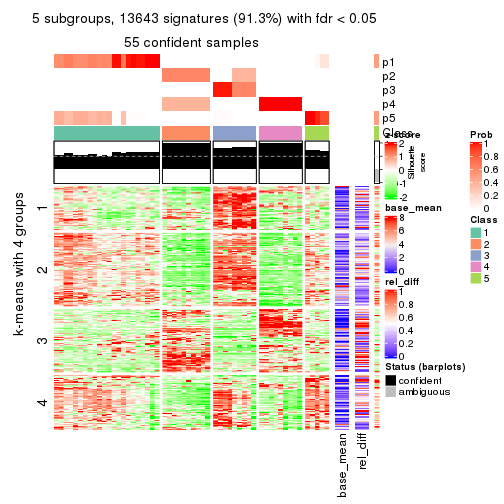 5 subgroups, 13643 signatures (91.3%) with fdr < 0.05
55 confident samples
p1
p2
p3
p4
p5
Class
z-score
2
1
0
-1
-2
Silhouette
score
Prob
1
0.8
0.6
0.4
0.2
0
Class
1
2
3
4
5
base_mean
8
6
4
2
0
rel_diff
1
0.8
0.6
0.4
0.2
0
Status (barplots)
confident
ambiguous
k-means with 4 groups
1
2
3
4
base_mean
rel_diff